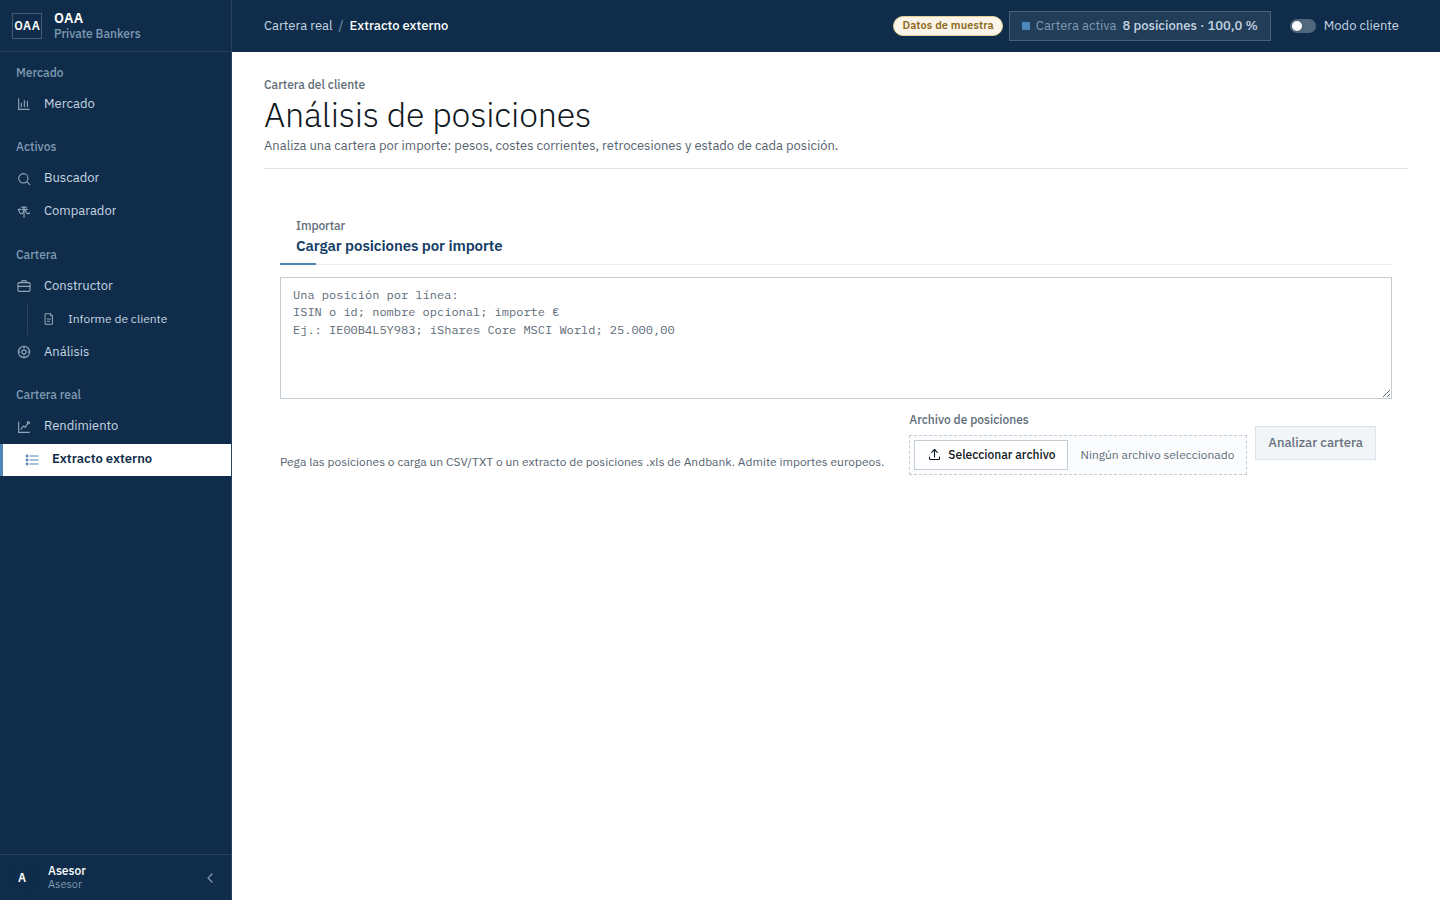 OAA
OAA
Private Bankers
Cartera real / Extracto externo
Datos de muestra
Cartera activa 8 posiciones · 100,0 %
Modo cliente
Mercado
Mercado
Activos
Buscador
Comparador
Cartera
Constructor
Informe de cliente
Análisis
Cartera real
Rendimiento
Extracto externo
A
Asesor
Asesor
Cartera del cliente
Análisis de posiciones
Analiza una cartera por importe: pesos, costes corrientes, retrocesiones y estado de cada posición.
Importar
Cargar posiciones por importe
Una posición por línea:
ISIN o id; nombre opcional; importe €
Ej.: IE00B4L5Y983; iShares Core MSCI World; 25.000,00
Pega las posiciones o carga un CSV/TXT o un extracto de posiciones .xls de Andbank. Admite importes europeos.
Archivo de posiciones
Seleccionar archivo
Ningún archivo seleccionado
Analizar cartera